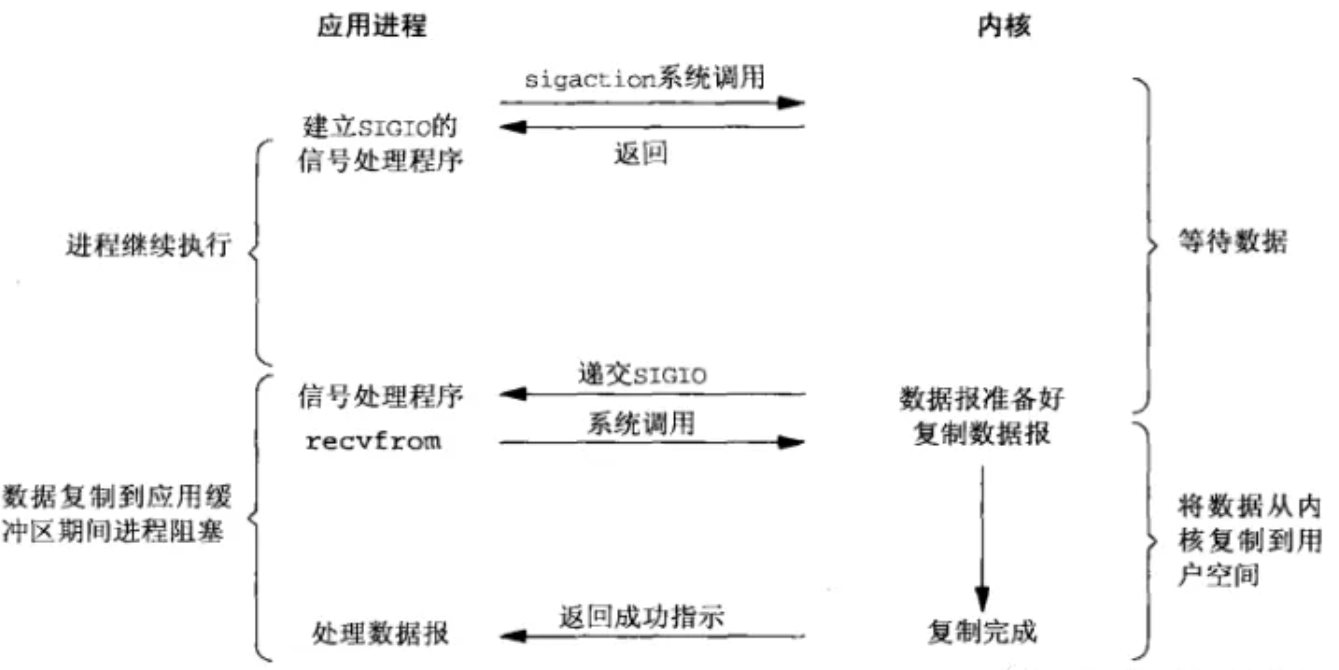 应用进程
内核
sigaction系统调用
建立SIGIO的
信号处理程序
返回
进程继续执行
等待数据
递交SIGIO
信号处理程序
数据报准备好
系统调用
recvfrom
复制数据报
数据复制到应用缓
冲区期间进程阻塞
将数据从内
核复制到用
户空间
返回成功指示
处理数据报
复制完成